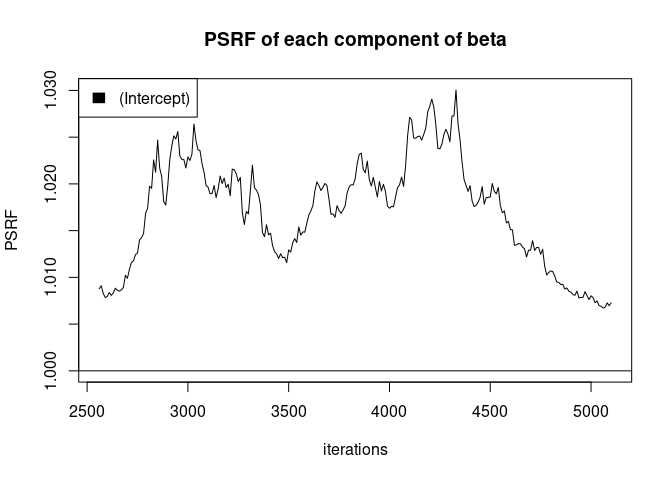 PSRF of each component of beta
(Intercept)
PSRF
1.030
1.020
1.010
1.000
2500 3000 3500 4000 4500 5000
iterations